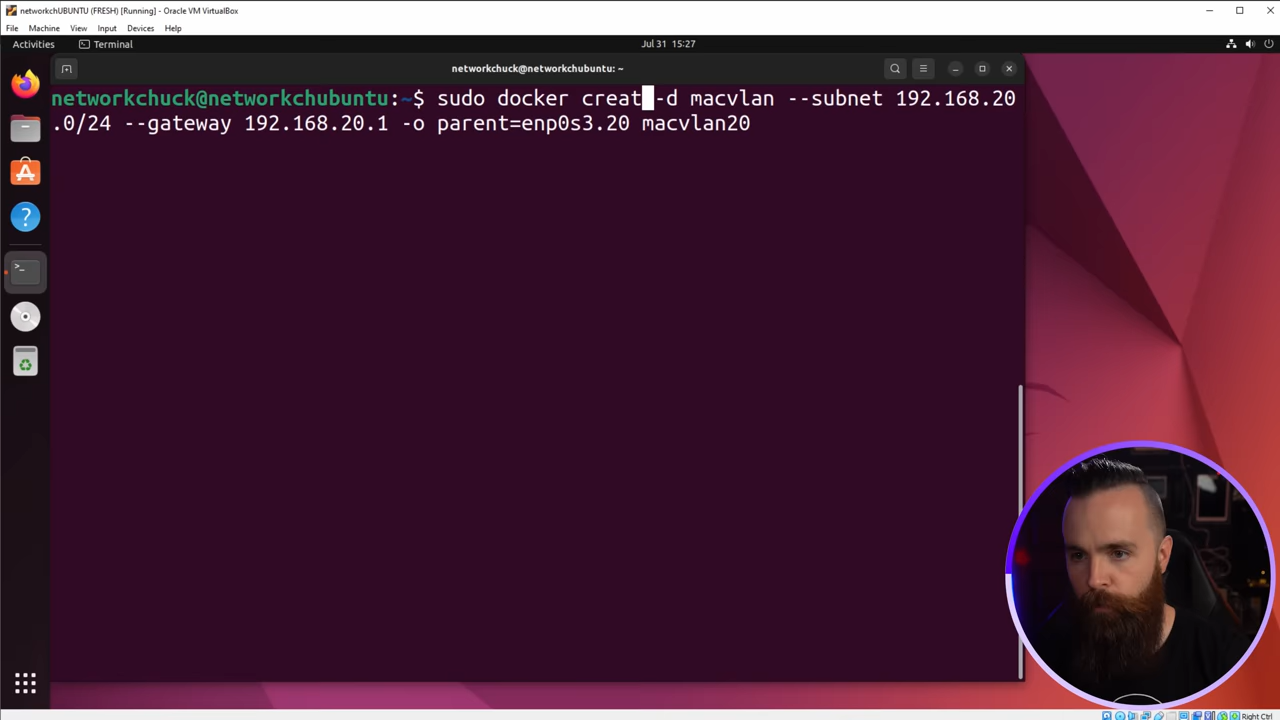 networkchUBUNTU (FRESH) [Running] - Oracle VM VirtualBox
File Machine View Input Devices Help
Activities Terminal Jul 31 15:27
networkchuck@networkchubuntu: ~
networkchuck@networkchubuntu:~$ sudo docker creat -d macvlan --subnet 192.168.20
.0/24 --gateway 192.168.20.1 -o parent=enp0s3.20 macvlan20
Right Ctrl